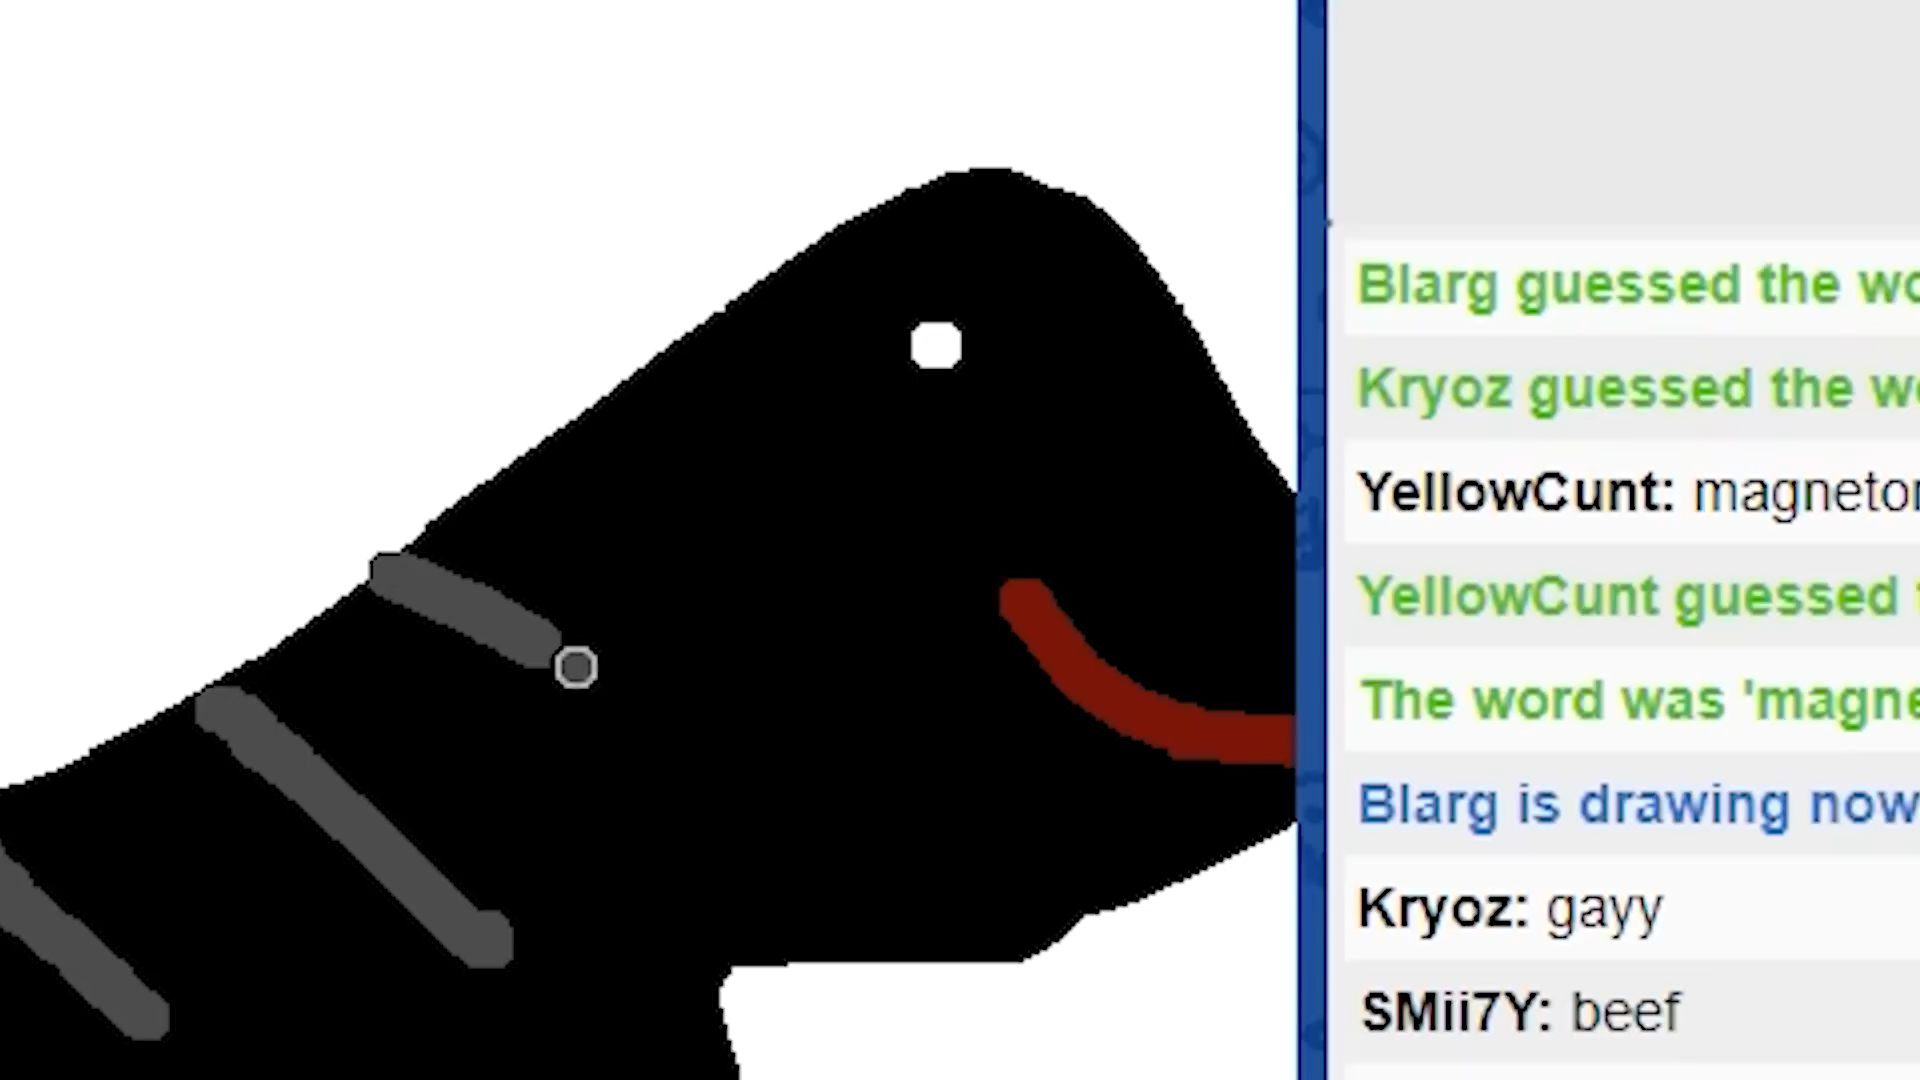 Blarg guessed the
Kryoz guessed the
YellowCunt:
YellowCunt guessed
The word was
Blarg is drawing now
Kryoz: gayy
SMii7Y: beef